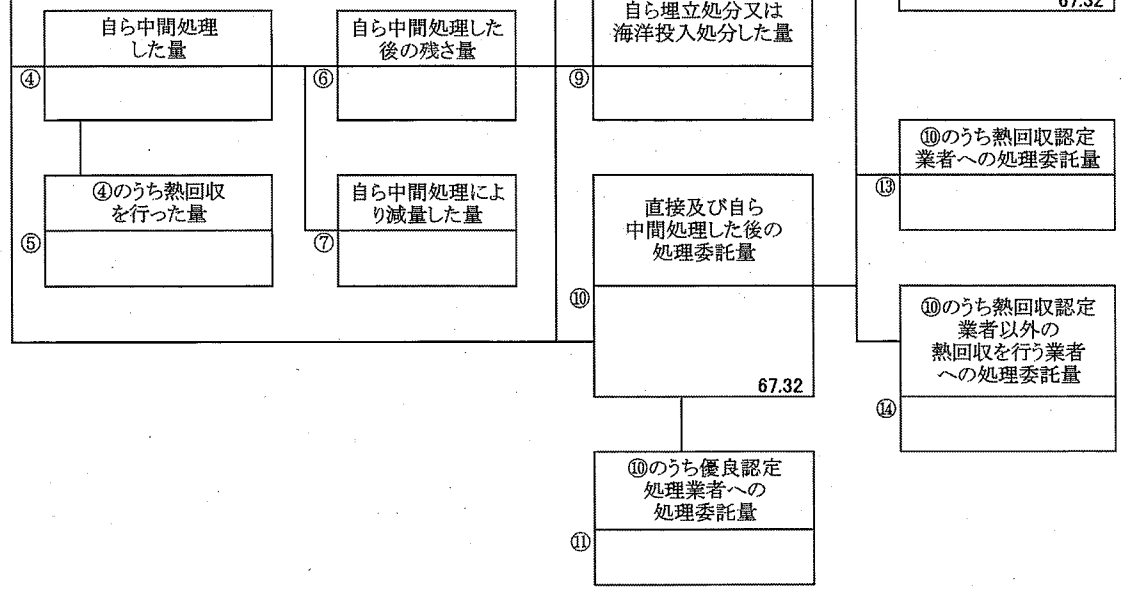 自ら中間処理
した量
④
④のうち熱回収
を行った量
⑤
自ら中間処理した
後の残さ量
⑥
自ら中間処理によ
り減量した量
⑦
自ら埋立処分又は
海洋投入処分した量
⑨
直接及び自ら
中間処理した後の
処理委託量
⑩
67.32
⑩のうち優良認定
処理業者への
処理委託量
⑪
67.32
⑩のうち熱回収認定
業者への処理委託量
⑬
⑩のうち熱回収認定
業者以外の
熱回収を行う業者
への処理委託量
⑭